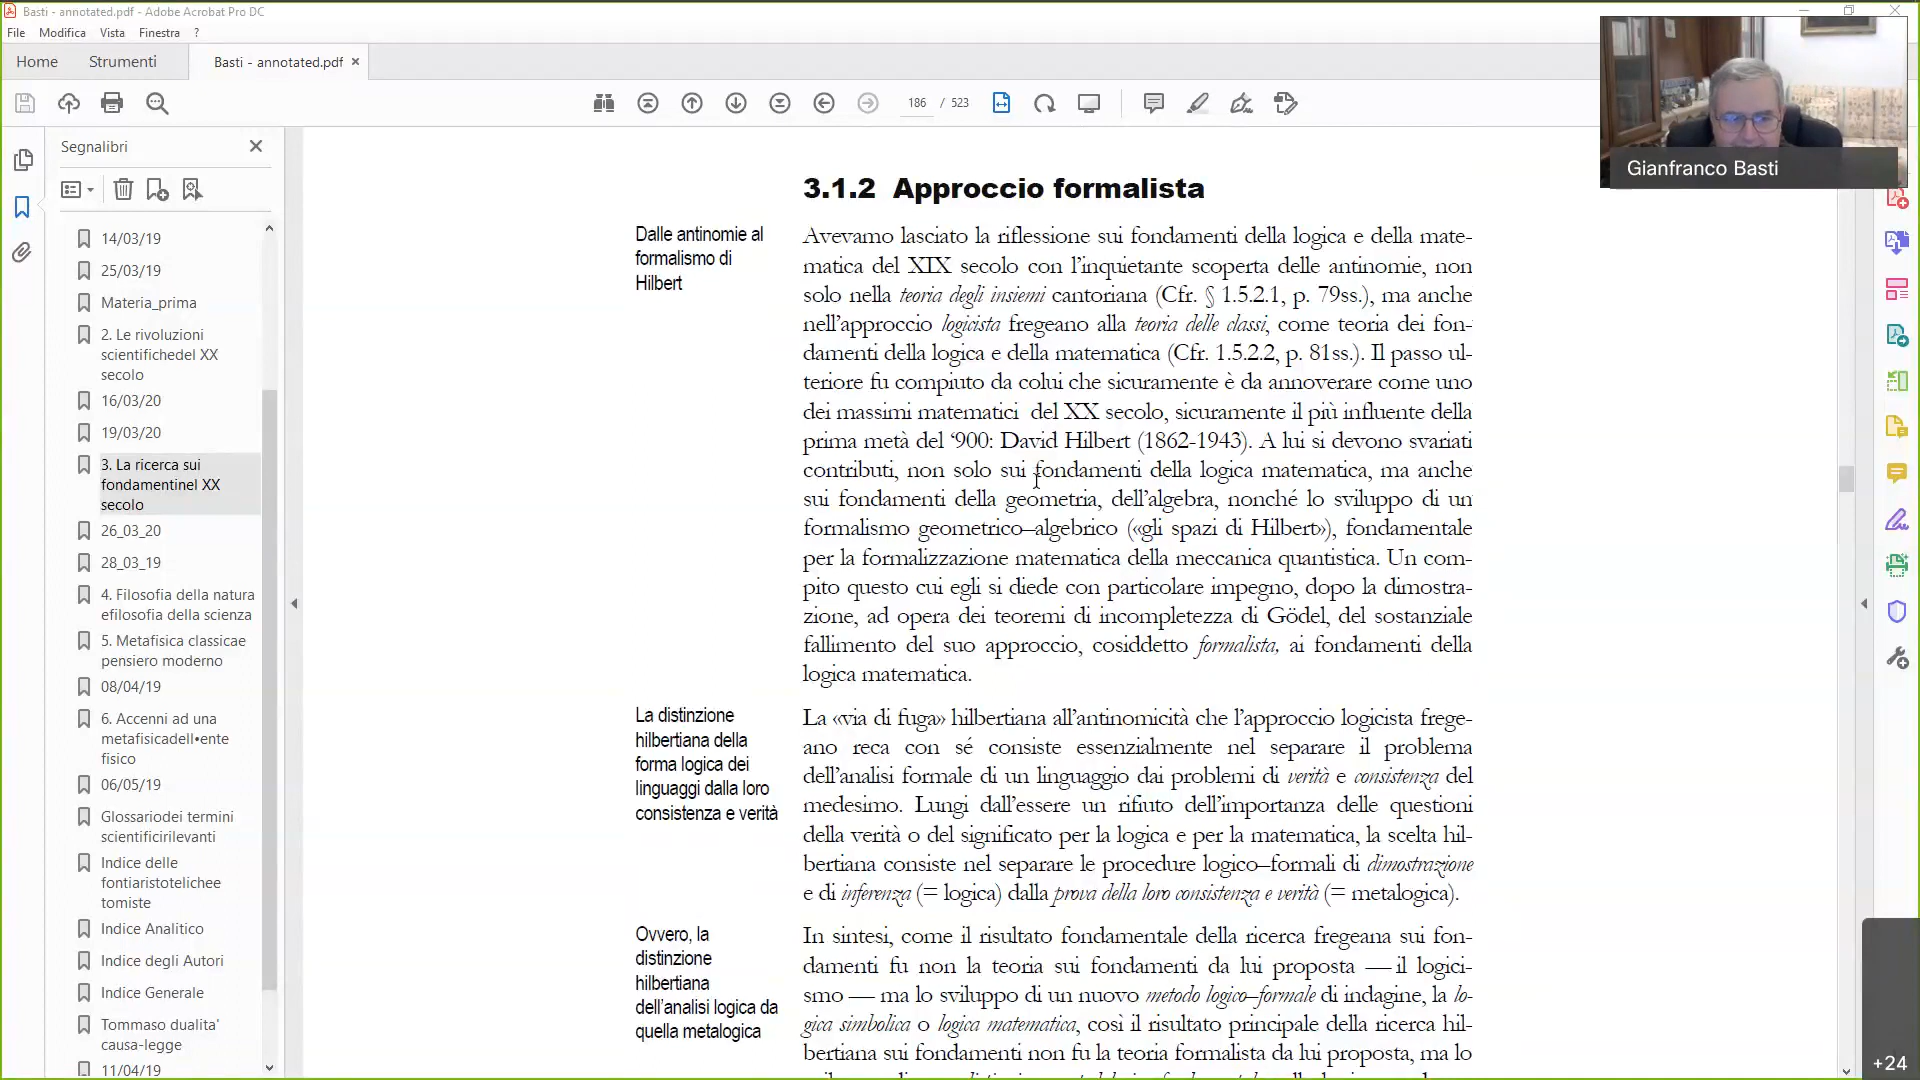 Basti - annotated.pdf - Adobe Acrobat Pro DC
File Modifica Vista Finestra ?
Home Strumenti Basti - annotated.pdf ×
186 / 523
Gianfranco Basti
Segnalibri
14/03/19
25/03/19
Materia_prima
2. Le rivoluzioni
scientifichedel XX
secolo
16/03/20
19/03/20
3. La ricerca sui
fondamentinel XX
secolo
26_03_20
28_03_19
4. Filosofia della natura
efilosofia della scienza
5. Metafisica classicae
pensiero moderno
08/04/19
6. Accenni ad una
metafisicadell•ente
fisico
06/05/19
Glossariodei termini
scientificirilevanti
Indice delle
fontiaristotelichee
tomiste
Indice Analitico
Indice degli Autori
Indice Generale
Tommaso dualita'
causa-legge
11/04/19
3.1.2 Approccio formalista
Dalle antinomie al
formalismo di
Hilbert
Avevamo lasciato la riflessione sui fondamenti della logica e della mate-
matica del XIX secolo con l’inquietante scoperta delle antinomie, non
solo nella teoria degli insiemi cantoriana (Cfr. § 1.5.2.1, p. 79ss.), ma anche
nell’approccio logicista fregeano alla teoria delle classi, come teoria dei fon-
damenti della logica e della matematica (Cfr. 1.5.2.2, p. 81ss.). Il passo ul-
teriore fu compiuto da colui che sicuramente è da annoverare come uno
dei massimi matematici del XX secolo, sicuramente il più influente della
prima metà del ‘900: David Hilbert (1862-1943). A lui si devono svariati
contributi, non solo sui fondamenti della logica matematica, ma anche
sui fondamenti della geometria, dell’algebra, nonché lo sviluppo di un
formalismo geometrico–algebrico («gli spazi di Hilbert»), fondamentale
per la formalizzazione matematica della meccanica quantistica. Un com-
pito questo cui egli si diede con particolare impegno, dopo la dimostra-
zione, ad opera dei teoremi di incompletezza di Gödel, del sostanziale
fallimento del suo approccio, cosiddetto formalista, ai fondamenti della
logica matematica.
La distinzione
hilbertiana della
forma logica dei
linguaggi dalla loro
consistenza e verità
La «via di fuga» hilbertiana all’antinomicità che l’approccio logicista frege-
ano reca con sé consiste essenzialmente nel separare il problema
dell’analisi formale di un linguaggio dai problemi di verità e consistenza del
medesimo. Lungi dall’essere un rifiuto dell’importanza delle questioni
della verità o del significato per la logica e per la matematica, la scelta hil-
bertiana consiste nel separare le procedure logico–formali di dimostrazione
e di inferenza (= logica) dalla prova della loro consistenza e verità (= metalogica).
Ovvero, la
distinzione
hilbertiana
dell’analisi logica da
quella metalogica
In sintesi, come il risultato fondamentale della ricerca fregeana sui fon-
damenti fu non la teoria sui fondamenti da lui proposta — il logici-
smo — ma lo sviluppo di un nuovo metodo logico–formale di indagine, la lo-
gica simbolica o logica matematica, così il risultato principale della ricerca hil-
bertiana sui fondamenti non fu la teoria formalista da lui proposta, ma lo
+24